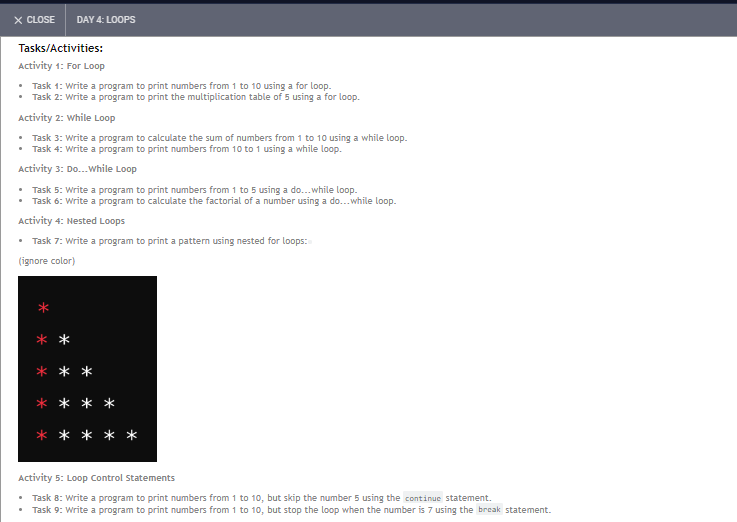 × CLOSE DAY 4: LOOPS
Tasks/Activities:
Activity 1: For Loop
• Task 1: Write a program to print numbers from 1 to 10 using a for loop.
• Task 2: Write a program to print the multiplication table of 5 using a for loop.
Activity 2: While Loop
• Task 3: Write a program to calculate the sum of numbers from 1 to 10 using a while loop.
• Task 4: Write a program to print numbers from 10 to 1 using a while loop.
Activity 3: Do...While Loop
• Task 5: Write a program to print numbers from 1 to 5 using a do...while loop.
• Task 6: Write a program to calculate the factorial of a number using a do...while loop.
Activity 4: Nested Loops
• Task 7: Write a program to print a pattern using nested for loops:
(ignore color)
*
* *
* * *
* * * *
* * * * *
Activity 5: Loop Control Statements
• Task 8: Write a program to print numbers from 1 to 10, but skip the number 5 using the continue statement.
• Task 9: Write a program to print numbers from 1 to 10, but stop the loop when the number is 7 using the break statement.